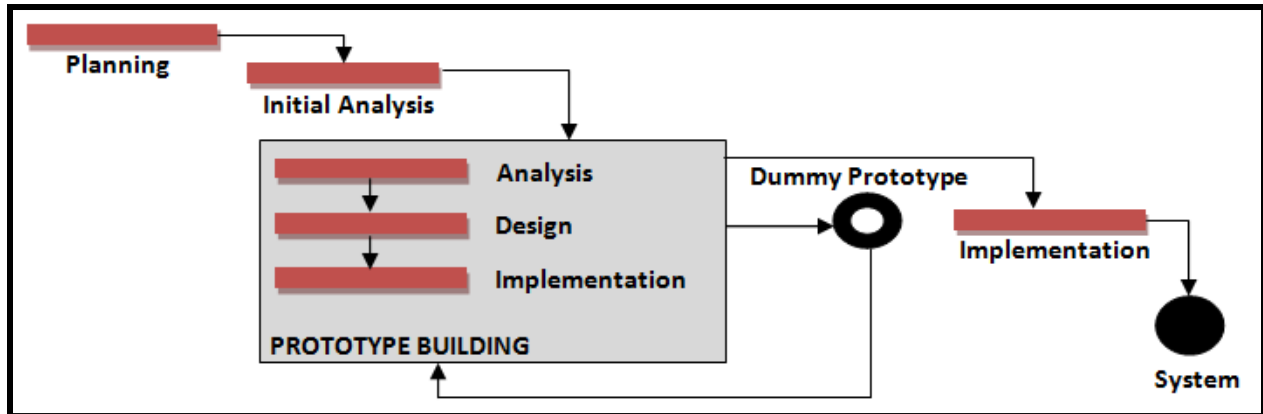 Planning
Initial Analysis
Analysis
Design
Implementation
PROTOTYPE BUILDING
Dummy Prototype
Implementation
System